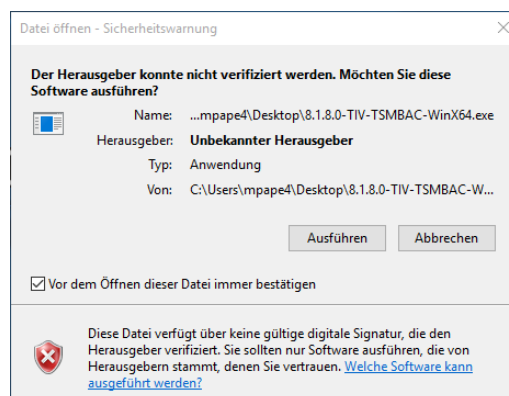 Datei öffnen - Sicherheitswarnung
Der Herausgeber konnte nicht verifiziert werden. Möchten Sie diese
Software ausführen?
Name: ...mpape4\Desktop\8.1.8.0-TIV-TSMBAC-WinX64.exe
Herausgeber: Unbekannter Herausgeber
Typ: Anwendung
Von: C:\Users\mpape4\Desktop\8.1.8.0-TIV-TSMBAC-W...
Ausführen Abbrechen
Vor dem Öffnen dieser Datei immer bestätigen
Diese Datei verfügt über keine gültige digitale Signatur, die den
Herausgeber verifiziert. Sie sollten nur Software ausführen, die von
Herausgebern stammt, denen Sie vertrauen. Welche Software kann
ausgeführt werden?